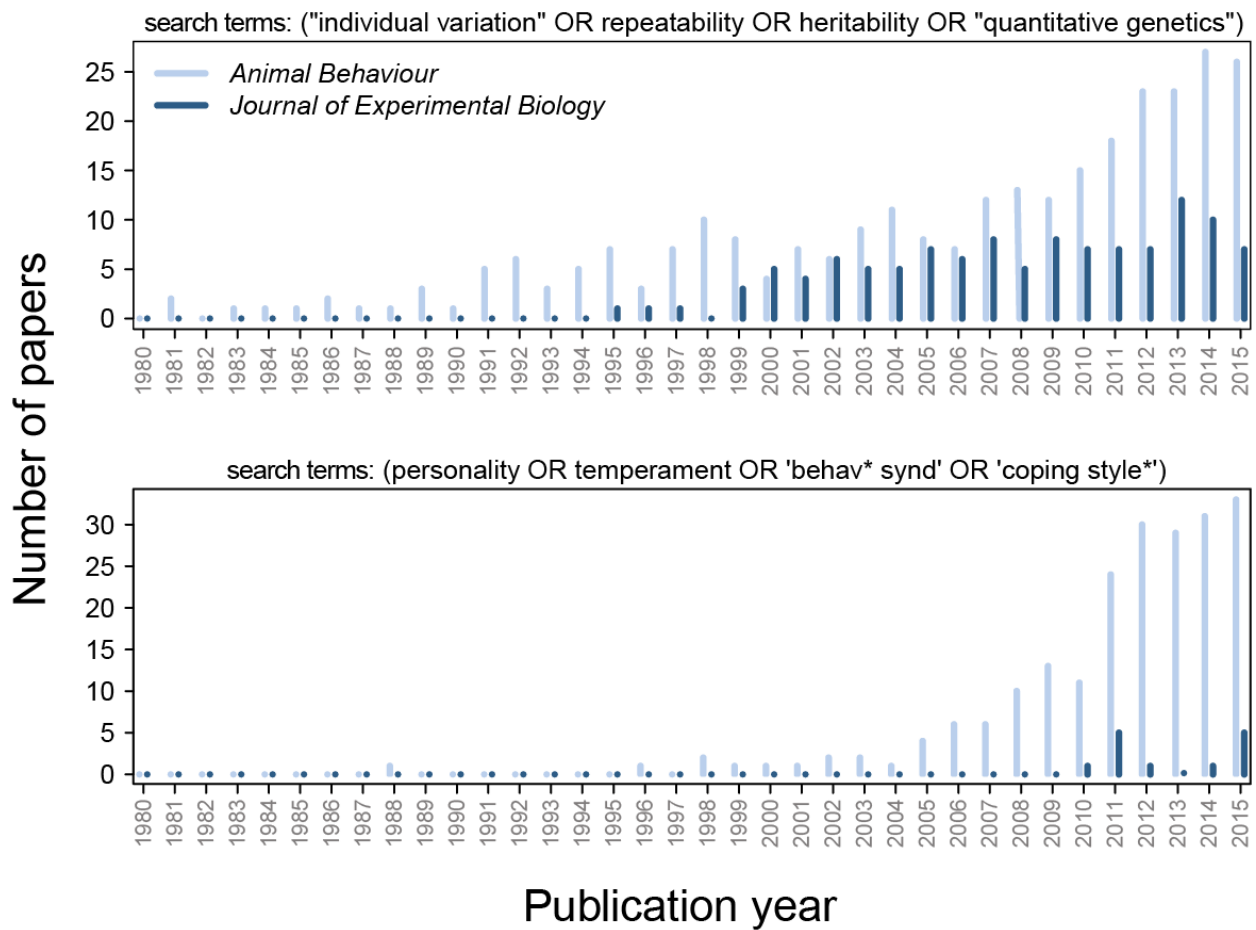 search terms: ("individual variation" OR repeatability OR heritability OR "quantitative genetics")
Animal Behaviour
Journal of Experimental Biology
25
20
15
10
5
0
1980 1981 1982 1983 1984 1985 1986 1987 1988 1989 1990 1991 1992 1993 1994 1995 1996 1997 1998 1999 2000 2001 2002 2003 2004 2005 2006 2007 2008 2009 2010 2011 2012 2013 2014 2015
Number of papers
search terms: (personality OR temperament OR 'behav* synd' OR 'coping style*')
30
25
20
15
10
5
0
1980 1981 1982 1983 1984 1985 1986 1987 1988 1989 1990 1991 1992 1993 1994 1995 1996 1997 1998 1999 2000 2001 2002 2003 2004 2005 2006 2007 2008 2009 2010 2011 2012 2013 2014 2015
Publication year